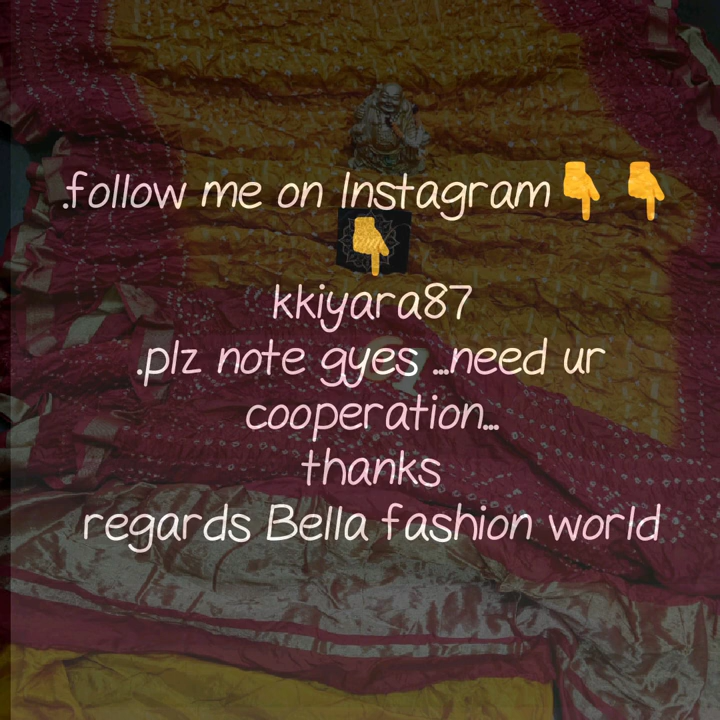 .follow me on Instagram👇👇
👇
kkiyara87
.plz note gyes ...need ur
cooperation...
thanks
regards Bella fashion world